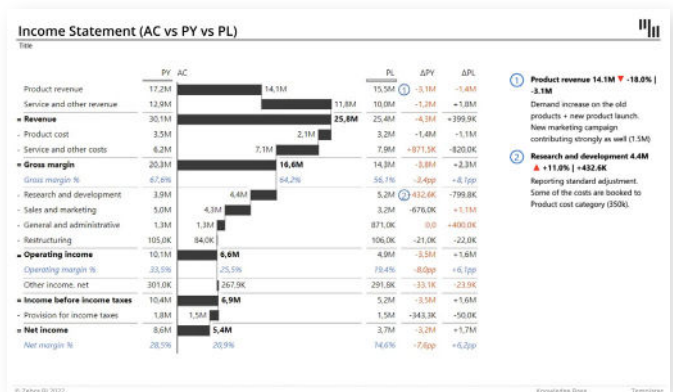 Income Statement (AC vs PY vs PL)
Title
PY AC PL ΔPY ΔPL
Product revenue 17,2M 14,1M 15,5M 1 -3,1M -1,4M
Service and other revenue 12,9M 11,8M 10,0M -1,2M +1,8M
= Revenue 30,1M 25,8M 25,4M -4,3M +399,9K
- Product cost 3,5M 2,1M 3,2M -1,4M -1,1M
- Service and other costs 6,2M 7,1M 7,9M +871,5K -820,0K
= Gross margin 20,3M 16,6M 14,3M -3,8M +2,3M
Gross margin % 67,6% 64,2% 56,1% -3,4pp +8,1pp
- Research and development 3,9M 4,4M 5,2M 2 +432,6K -799,8K
- Sales and marketing 5,0M 4,3M 3,2M -676,0K +1,1M
- General and administrative 1,3M 1,3M 871,0K 0,0 +400,0K
- Restructuring 105,0K 84,0K 106,0K -21,0K -22,0K
= Operating income 10,1M 6,6M 4,9M -3,5M +1,6M
Operating margin % 33,5% 25,5% 19,4% -8,0pp +6,1pp
Other income, net 301,0K 267,9K 291,8K -33,1K -23,9K
= Income before income taxes 10,4M 6,9M 5,2M -3,5M +1,6M
- Provision for income taxes 1,8M 1,5M 1,5M -343,3K -50,0K
= Net income 8,6M 5,4M 3,7M -3,2M +1,7M
Net margin % 28,5% 20,9% 14,6% -7,6pp +6,2pp
1 Product revenue 14.1M ▼ -18.0% |
-3.1M
Demand increase on the old
products + new product launch.
New marketing campaign
contributing strongly as well (1.5M)
2 Research and development 4.4M
▲ +11.0% | +432.6K
Reporting standard adjustment.
Some of the costs are booked to
Product cost category (350k).
© Zebra BI 2022 Knowledge Base Templates